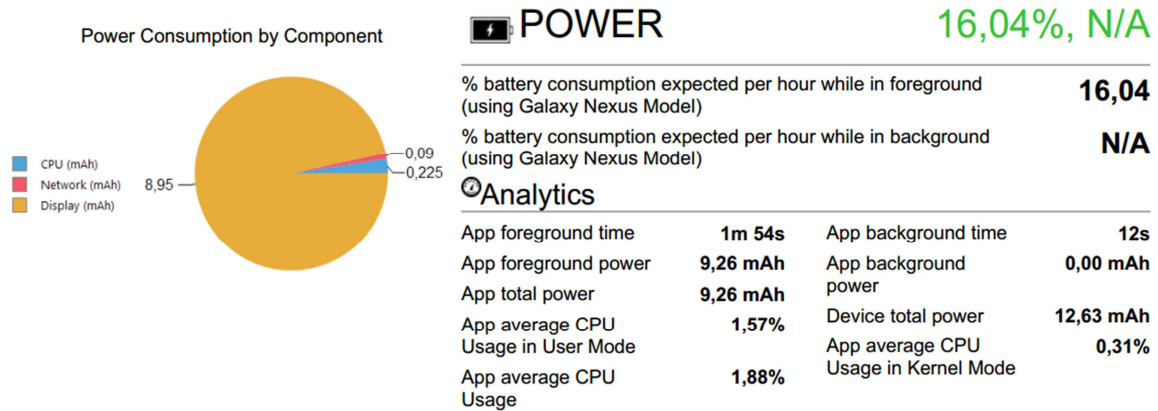 Power Consumption by Component
CPU (mAh)
Network (mAh)
Display (mAh)
8,95
0,09
0,225
POWER
16,04%, N/A
% battery consumption expected per hour while in foreground
(using Galaxy Nexus Model)
16,04
% battery consumption expected per hour while in background
(using Galaxy Nexus Model)
N/A
Analytics
App foreground time
1m 54s
App foreground power
9,26 mAh
App total power
9,26 mAh
App average CPU
Usage in User Mode
1,57%
App average CPU
Usage
1,88%
App background time
12s
App background
power
0,00 mAh
Device total power
12,63 mAh
App average CPU
Usage in Kernel Mode
0,31%